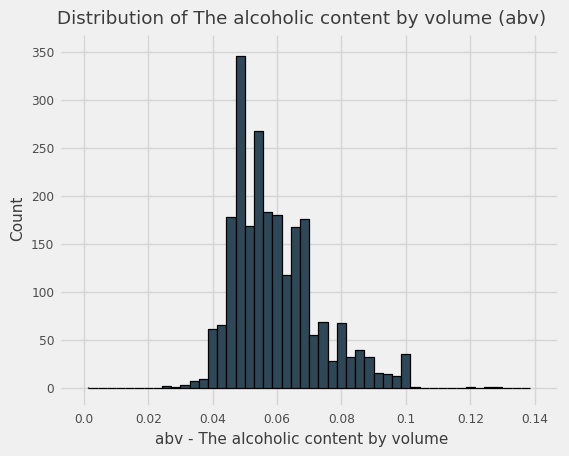 Distribution of The alcoholic content by volume (abv)
350
300
250
200
150
100
50
0
Count
0.0 0.02 0.04 0.06 0.08 0.1 0.12 0.14
abv - The alcoholic content by volume